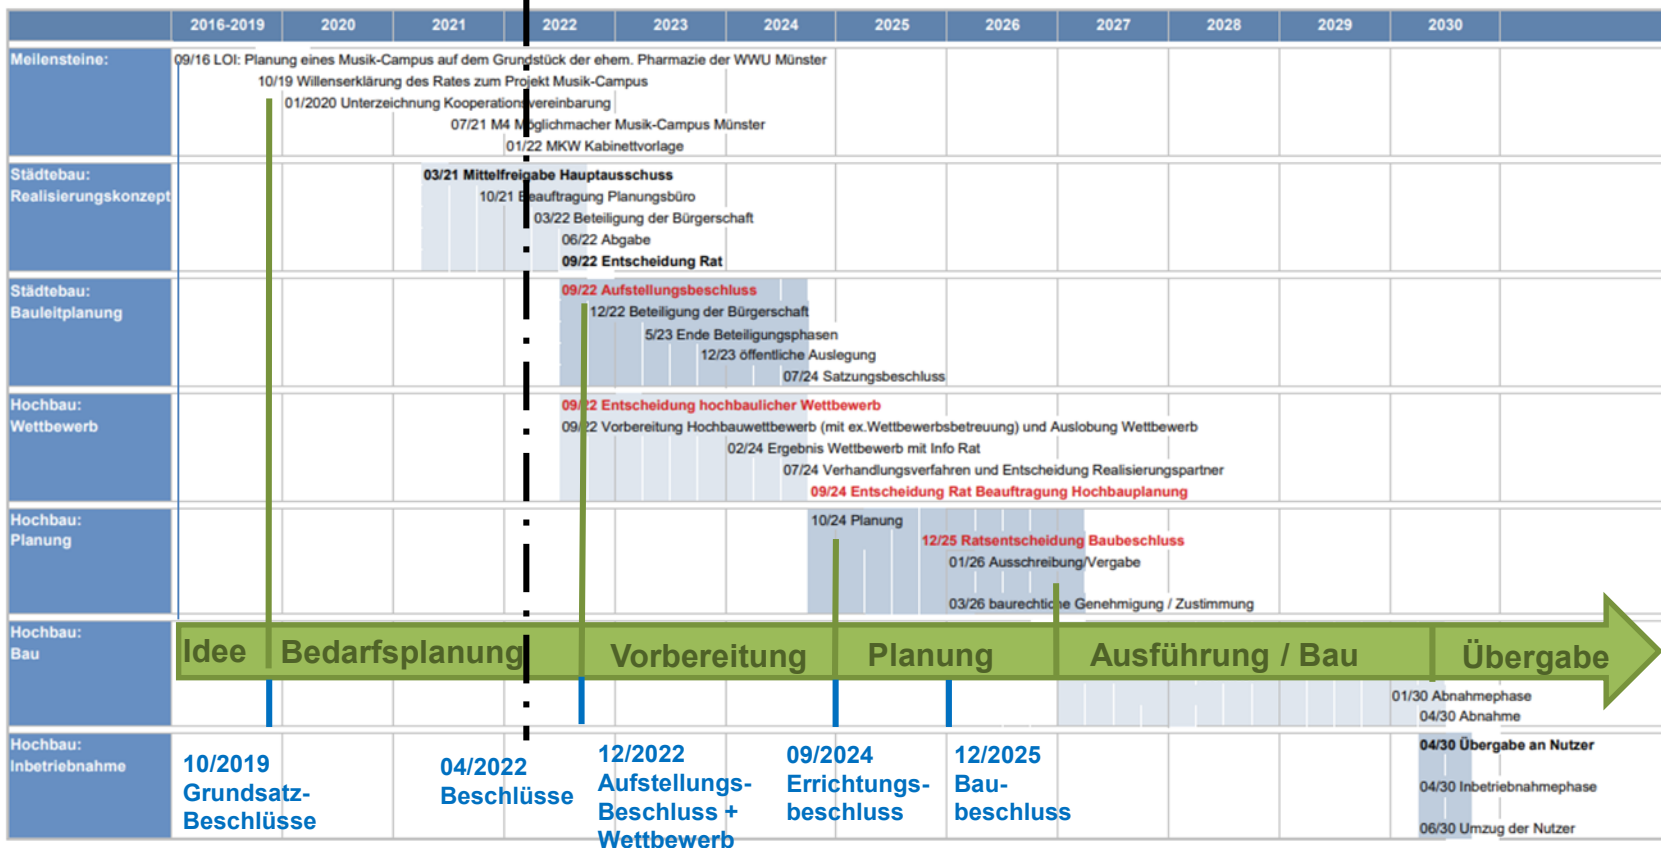 2016-2019 2020 2021 2022 2023 2024 2025 2026 2027 2028 2029 2030
Meilensteine:
09/16 LOI: Planung eines Musik-Campus auf dem Grundstück der ehem. Pharmazie der WWU Münster
10/19 Willenserklärung des Rates zum Projekt Musik-Campus
01/2020 Unterzeichnung Kooperationsvereinbarung
07/21 M4 Möglichmacher Musik-Campus Münster
01/22 MKW Kabinettvorlage
Städtebau:
Realisierungskonzept
03/21 Mittelfreigabe Hauptausschuss
10/21 Beauftragung Planungsbüro
03/22 Beteiligung der Bürgerschaft
06/22 Abgabe
09/22 Entscheidung Rat
Städtebau:
Bauleitplanung
09/22 Aufstellungsbeschluss
12/22 Beteiligung der Bürgerschaft
5/23 Ende Beteiligungsphasen
12/23 öffentliche Auslegung
07/24 Satzungsbeschluss
Hochbau:
Wettbewerb
09/22 Entscheidung hochbaulicher Wettbewerb
09/22 Vorbereitung Hochbauwettbewerb (mit ex.Wettbewerbsbetreuung) und Auslobung Wettbewerb
02/24 Ergebnis Wettbewerb mit Info Rat
07/24 Verhandlungsverfahren und Entscheidung Realisierungspartner
09/24 Entscheidung Rat Beauftragung Hochbauplanung
Hochbau:
Planung
10/24 Planung
12/25 Ratsentscheidung Baubeschluss
01/26 Ausschreibung/Vergabe
03/26 baurechtliche Genehmigung / Zustimmung
Hochbau:
Bau
Idee Bedarfsplanung Vorbereitung Planung Ausführung / Bau Übergabe
01/30 Abnahmephase
04/30 Abnahme
Hochbau:
Inbetriebnahme
04/30 Übergabe an Nutzer
04/30 Inbetriebnahmephase
06/30 Umzug der Nutzer
10/2019
Grundsatz-
Beschlüsse
04/2022
Beschlüsse
12/2022
Aufstellungs-
Beschluss +
Wettbewerb
09/2024
Errichtungs-
beschluss
12/2025
Bau-
beschluss